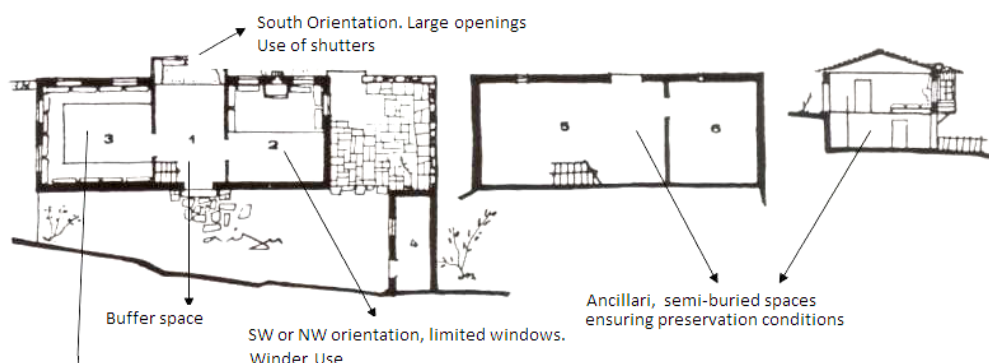 South Orientation. Large openings
Use of shutters
3
1
2
5
6
4
Buffer space
SW or NW orientation, limited windows.
Winder Use
Ancillari, semi-buried spaces
ensuring preservation conditions